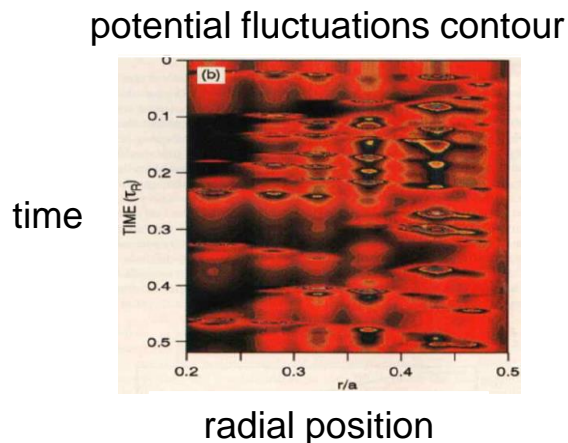 potential fluctuations contour
(b)
0
0.1
0.2
0.3
0.4
0.5
TIME (τR)
time
0.2
0.3
0.4
0.5
r/a
radial position